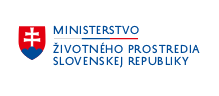 MINISTERSTVO
ŽIVOTNÉHO PROSTREDIA
SLOVENSKEJ REPUBLIKY